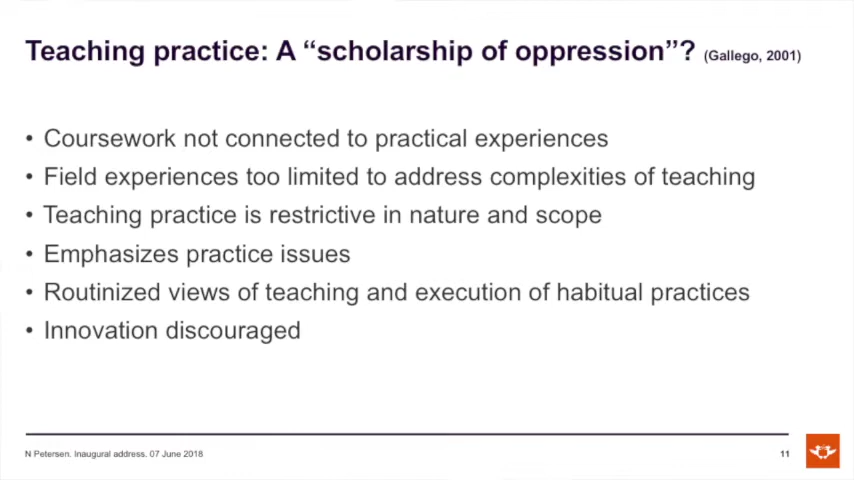 Teaching practice: A “scholarship of oppression”? (Gallego, 2001)
• Coursework not connected to practical experiences
• Field experiences too limited to address complexities of teaching
• Teaching practice is restrictive in nature and scope
• Emphasizes practice issues
• Routinized views of teaching and execution of habitual practices
• Innovation discouraged
N Petersen. Inaugural address. 07 June 2018
11